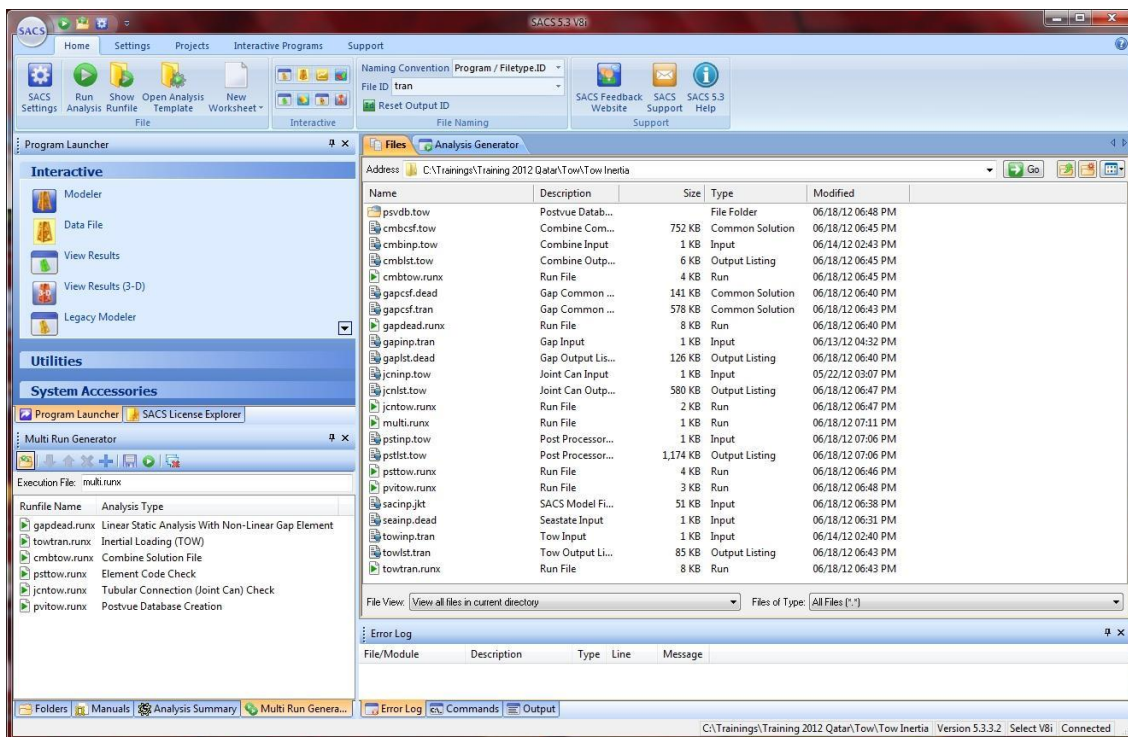 SACS 5.3 V8i
SACS
Home Settings Projects Interactive Programs Support
SACS Settings
Run Analysis
Show Runfile
Open Analysis Template
New Worksheet
File
Interactive
Naming Convention Program / Filetype.ID
File ID tran
Reset Output ID
File Naming
SACS Feedback Website
SACS Support
SACS 5.3 Help
Support
Program Launcher
Interactive
Modeler
Data File
View Results
View Results (3-D)
Legacy Modeler
Utilities
System Accessories
Program Launcher SACS License Explorer
Multi Run Generator
Execution File: multi.runx
Runfile Name Analysis Type
gapdead.runx Linear Static Analysis With Non-Linear Gap Element
towtran.runx Inertial Loading (TOW)
cmbtow.runx Combine Solution File
psttow.runx Element Code Check
jcntow.runx Tubular Connection (Joint Can) Check
pvitow.runx Postvue Database Creation
Folders Manuals Analysis Summary Multi Run Genera...
Files Analysis Generator
Address C:\Trainings\Training 2012 Qatar\Tow\Tow Inertia Go
Name Description Size Type Modified
psvdb.tow Postvue Datab... File Folder 06/18/12 06:48 PM
cmbcsf.tow Combine Com... 752 KB Common Solution 06/18/12 06:45 PM
cmbinp.tow Combine Input 1 KB Input 06/14/12 02:43 PM
cmblst.tow Combine Outp... 6 KB Output Listing 06/18/12 06:45 PM
cmbtow.runx Run File 4 KB Run 06/18/12 06:45 PM
gapcsf.dead Gap Common ... 141 KB Common Solution 06/18/12 06:40 PM
gapcsf.tran Gap Common ... 578 KB Common Solution 06/18/12 06:43 PM
gapdead.runx Run File 8 KB Run 06/18/12 06:40 PM
gapinp.tran Gap Input 1 KB Input 06/13/12 04:32 PM
gaplst.dead Gap Output Lis... 126 KB Output Listing 06/18/12 06:40 PM
jcninp.tow Joint Can Input 1 KB Input 05/22/12 03:07 PM
jcnlst.tow Joint Can Outp... 580 KB Output Listing 06/18/12 06:47 PM
jcntow.runx Run File 2 KB Run 06/18/12 06:47 PM
multi.runx Run File 1 KB Run 06/18/12 07:11 PM
pstinp.tow Post Processor... 1 KB Input 06/18/12 07:06 PM
pstlst.tow Post Processor... 1,174 KB Output Listing 06/18/12 07:06 PM
psttow.runx Run File 4 KB Run 06/18/12 06:46 PM
pvitow.runx Run File 3 KB Run 06/18/12 06:48 PM
sacinp.jkt SACS Model Fi... 51 KB Input 06/18/12 06:38 PM
seainp.dead Seastate Input 1 KB Input 06/18/12 06:31 PM
towinp.tran Tow Input 1 KB Input 06/14/12 02:40 PM
towlst.tran Tow Output Li... 85 KB Output Listing 06/18/12 06:43 PM
towtran.runx Run File 8 KB Run 06/18/12 06:43 PM
File View: View all files in current directory Files of Type: All Files (*.*)
Error Log
File/Module Description Type Line Message
Error Log Commands Output
C:\Trainings\Training 2012 Qatar\Tow\Tow Inertia Version 5.3.3.2 Select V8i Connected